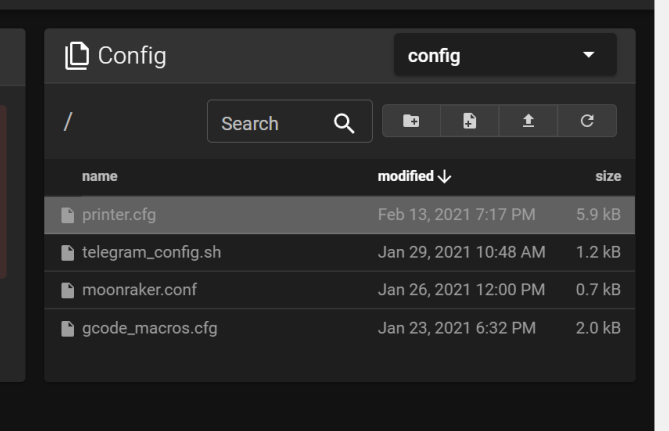 Config
config
/
Search
name modified size
printer.cfg Feb 13, 2021 7:17 PM 5.9 kB
telegram_config.sh Jan 29, 2021 10:48 AM 1.2 kB
moonraker.conf Jan 26, 2021 12:00 PM 0.7 kB
gcode_macros.cfg Jan 23, 2021 6:32 PM 2.0 kB